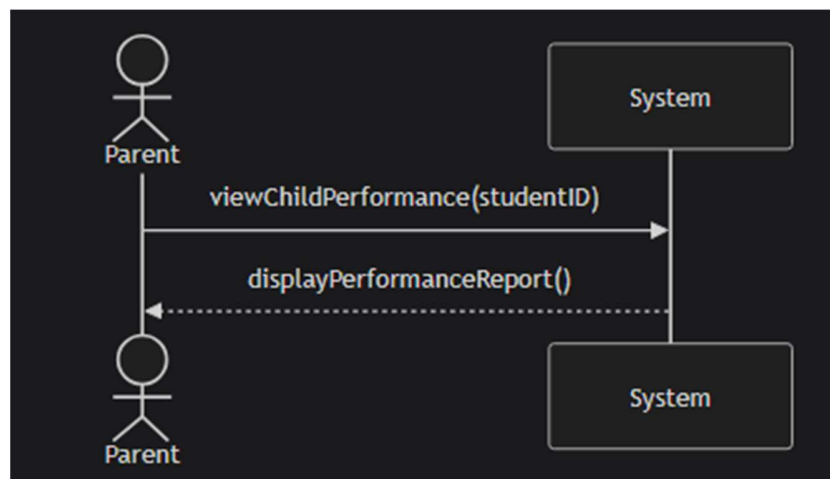 Parent
System
viewChildPerformance(studentID)
displayPerformanceReport()
Parent
System